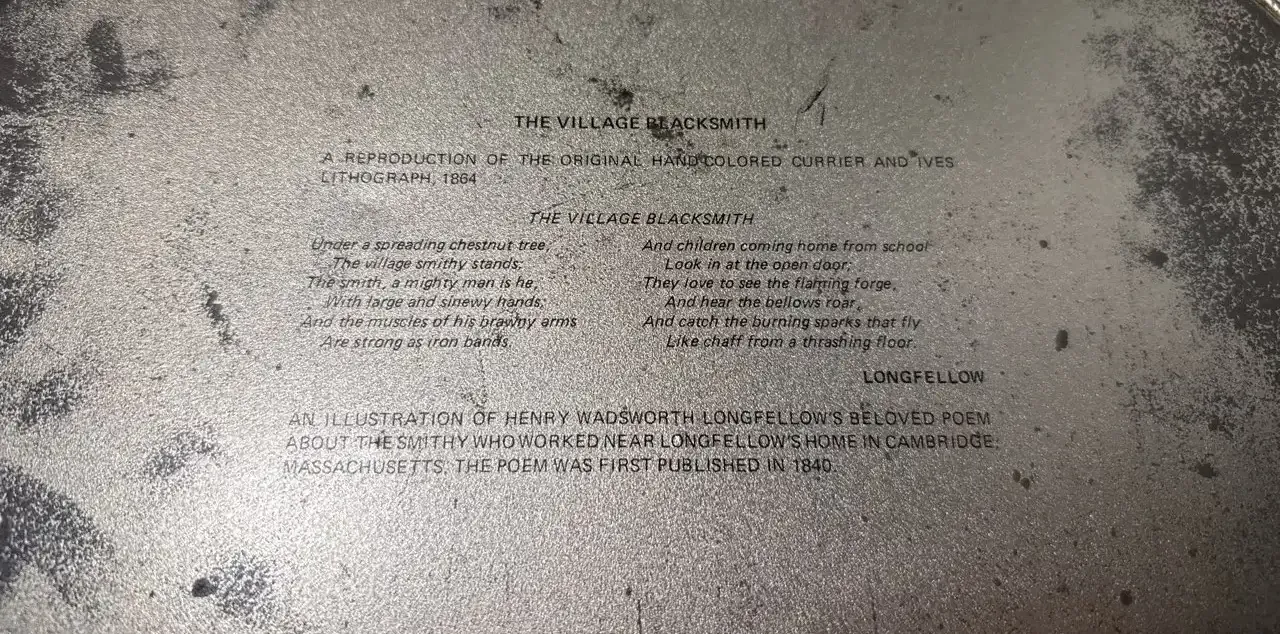 THE VILLAGE BLACKSMITH
A REPRODUCTION OF THE ORIGINAL HAND COLORED CURRIER AND IVES
LITHOGRAPH, 1864
THE VILLAGE BLACKSMITH
Under a spreading chestnut tree,
The village smithy stands;
The smith, a mighty man is he,
With large and sinewy hands;
And the muscles of his brawny arms
Are strong as iron bands.
And children coming home from school
Look in at the open door;
They love to see the flaming forge,
And hear the bellows roar,
And catch the burning sparks that fly
Like chaff from a thrashing floor.
LONGFELLOW
AN ILLUSTRATION OF HENRY WADSWORTH LONGFELLOW'S BELOVED POEM
ABOUT THE SMITHY WHO WORKED NEAR LONGFELLOW'S HOME IN CAMBRIDGE,
MASSACHUSETTS. THE POEM WAS FIRST PUBLISHED IN 1840.